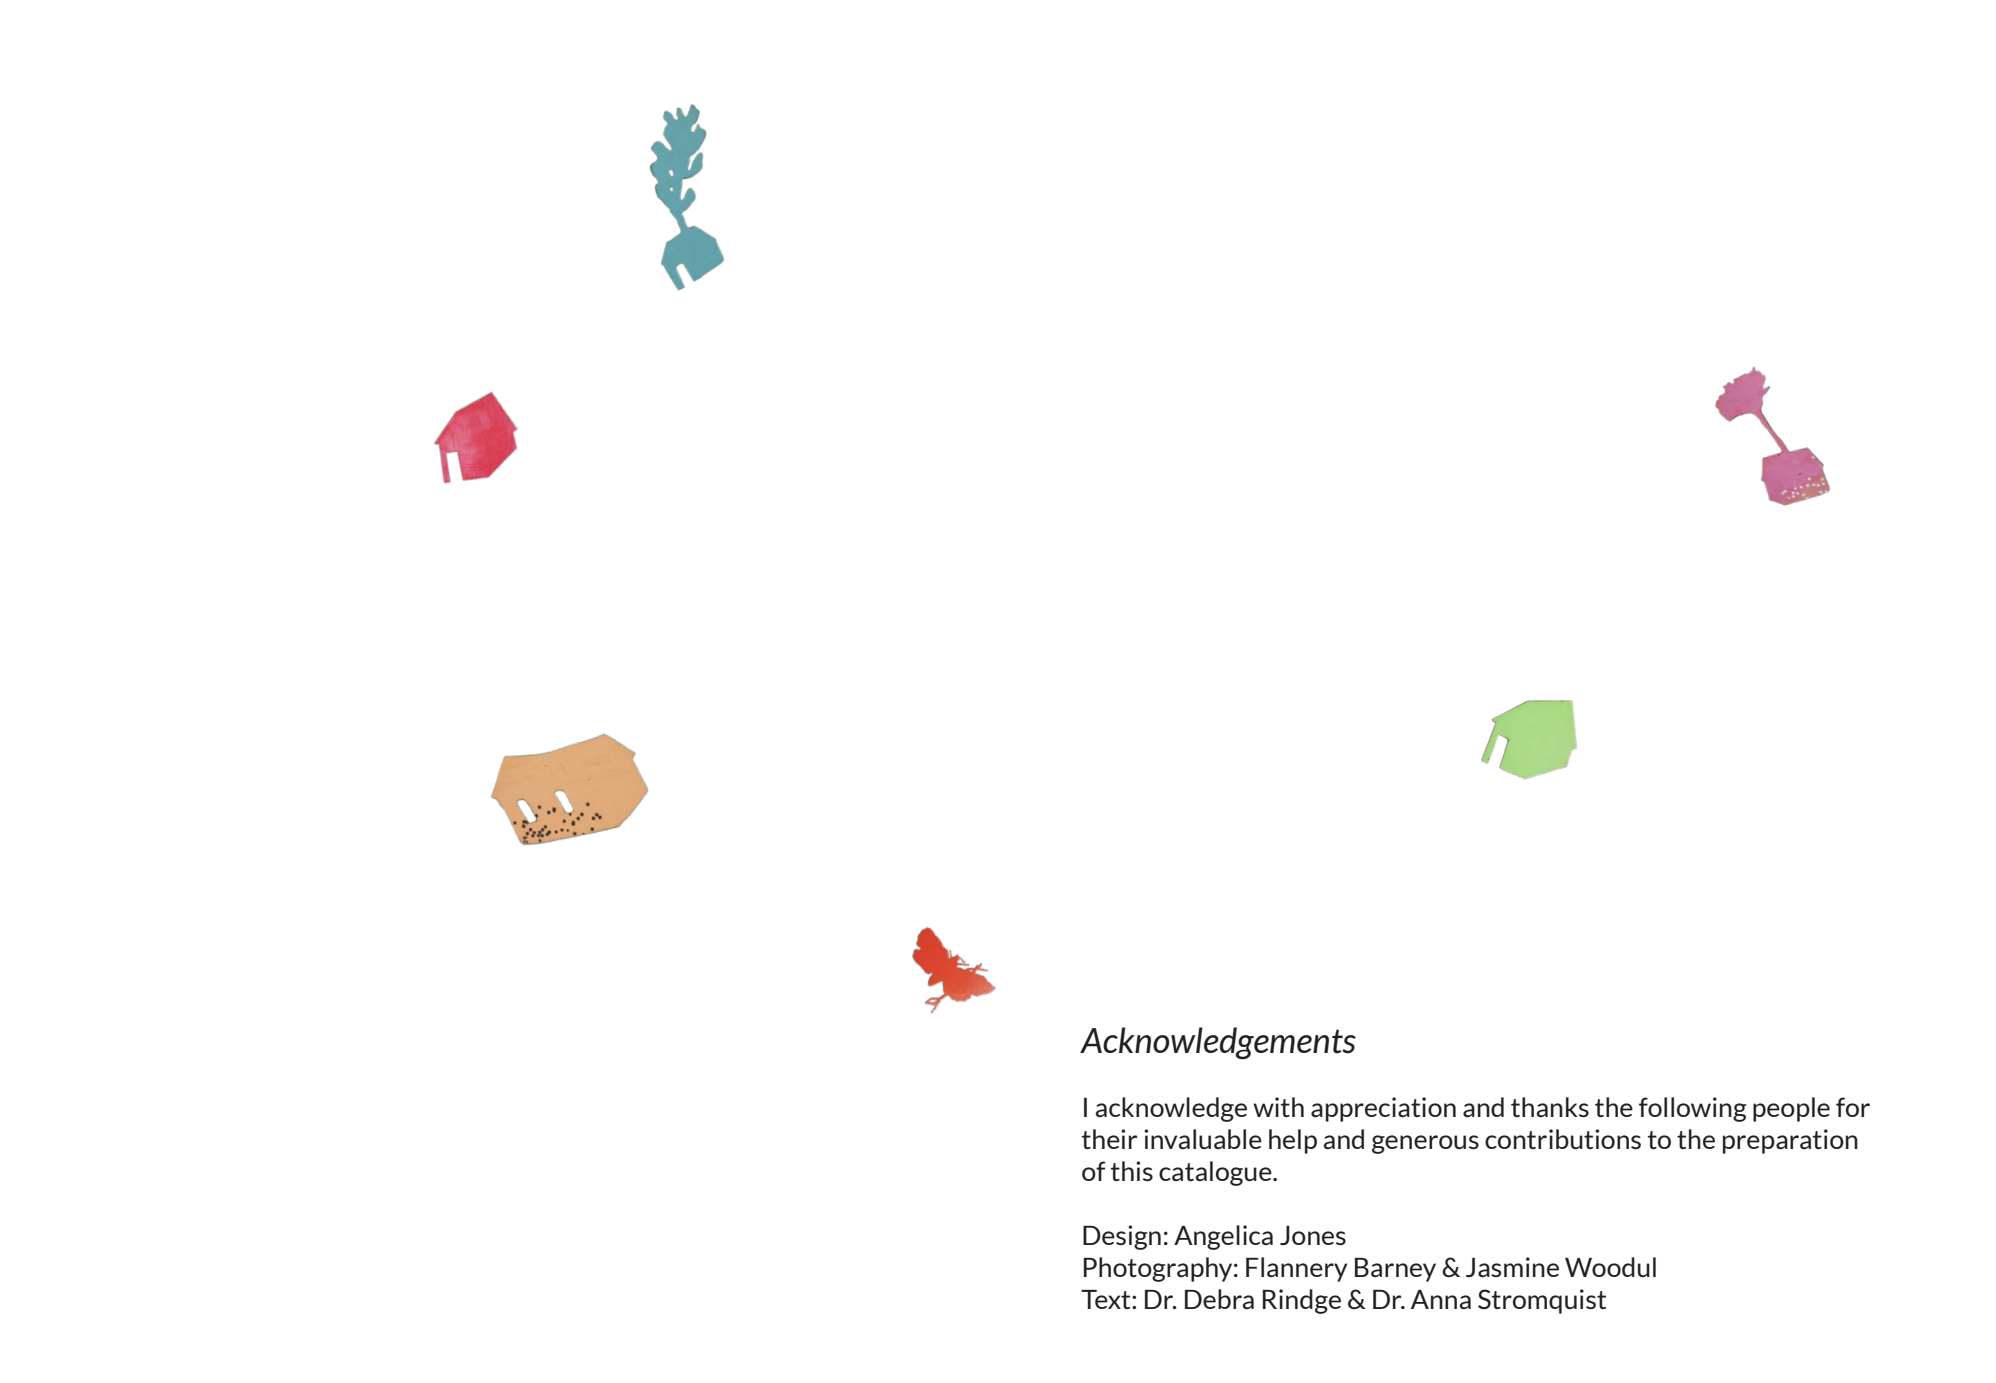 Acknowledgements
I acknowledge with appreciation and thanks the following people for
their invaluable help and generous contributions to the preparation
of this catalogue.
Design: Angelica Jones
Photography: Flannery Barney & Jasmine Woodul
Text: Dr. Debra Rindge & Dr. Anna Stromquist